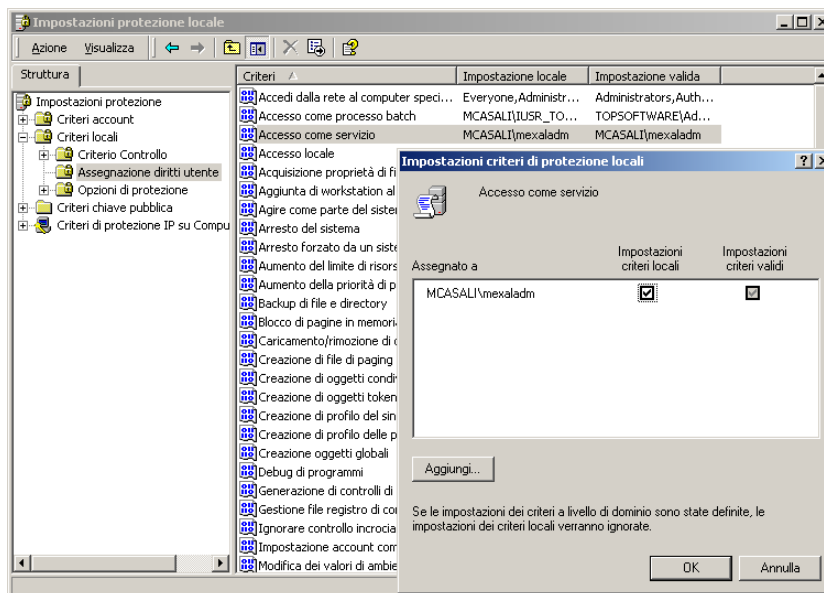 Impostazioni protezione locale
Azione Visualizza
Struttura
Impostazioni protezione
Criteri account
Criteri locali
Criterio Controllo
Assegnazione diritti utente
Opzioni di protezione
Criteri chiave pubblica
Criteri di protezione IP su Compu
Criteri Impostazione locale Impostazione valida
Accedi dalla rete al computer speci... Everyone,Administr... Administrators,Auth...
Accesso come processo batch MCASALI\IUSR_TO... TOPSOFTWARE\Ad...
Accesso come servizio MCASALI\mexaladm MCASALI\mexaladm
Accesso locale
Acquisizione proprietà di fi
Aggiunta di workstation al
Agire come parte del siste
Arresto del sistema
Arresto forzato da un siste
Aumento del limite di risors
Aumento della priorità di p
Backup di file e directory
Blocco di pagine in memori
Caricamento/rimozione di
Creazione di file di paging
Creazione di oggetti condi
Creazione di oggetti token
Creazione di profilo del sin
Creazione di profilo delle p
Creazione oggetti globali
Debug di programmi
Generazione di controlli di
Gestione file registro di co
Ignorare controllo incrocia
Impostazione account com
Modifica dei valori di ambie
Impostazioni criteri di protezione locali
Accesso come servizio
Assegnato a
Impostazioni
criteri locali
Impostazioni
criteri validi
MCASALI\mexaladm
Aggiungi...
Se le impostazioni dei criteri a livello di dominio sono state definite, le
impostazioni dei criteri locali verranno ignorate.
OK Annulla